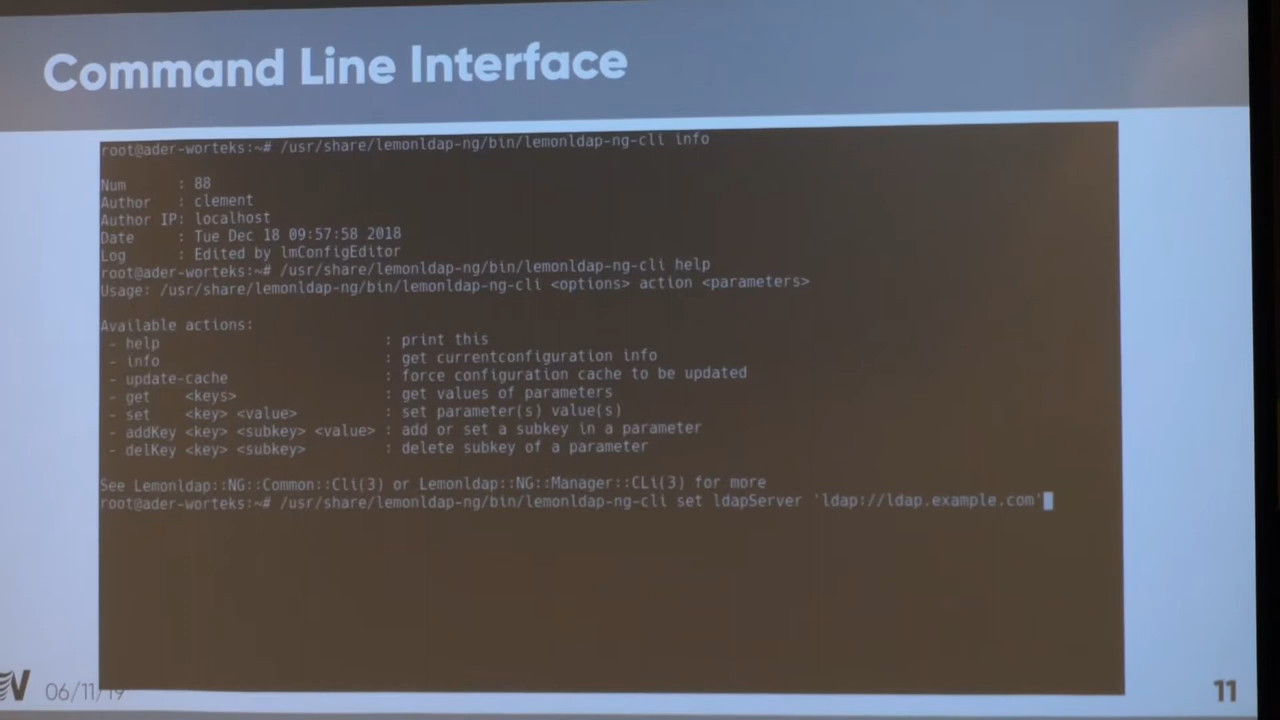 Command Line Interface
root@ader-worteks:~# /usr/share/lemonldap-ng/bin/lemonldap-ng-cli info
Num      : 88
Author   : clement
Author IP: localhost
Date     : Tue Dec 18 09:57:58 2018
Log      : Edited by lmConfigEditor
root@ader-worteks:~# /usr/share/lemonldap-ng/bin/lemonldap-ng-cli help
Usage: /usr/share/lemonldap-ng/bin/lemonldap-ng-cli <options> action <parameters>
Available actions:
- help                            : print this
- info                            : get currentconfiguration info
- update-cache                    : force configuration cache to be updated
- get    <keys>                   : get values of parameters
- set    <key> <value>            : set parameter(s) value(s)
- addKey <key> <subkey> <value> : add or set a subkey in a parameter
- delKey <key> <subkey>           : delete subkey of a parameter
See Lemonldap::NG::Common::Cli(3) or Lemonldap::NG::Manager::CLi(3) for more
root@ader-worteks:~# /usr/share/lemonldap-ng/bin/lemonldap-ng-cli set ldapServer 'ldap://ldap.example.com'
06/11/19
11